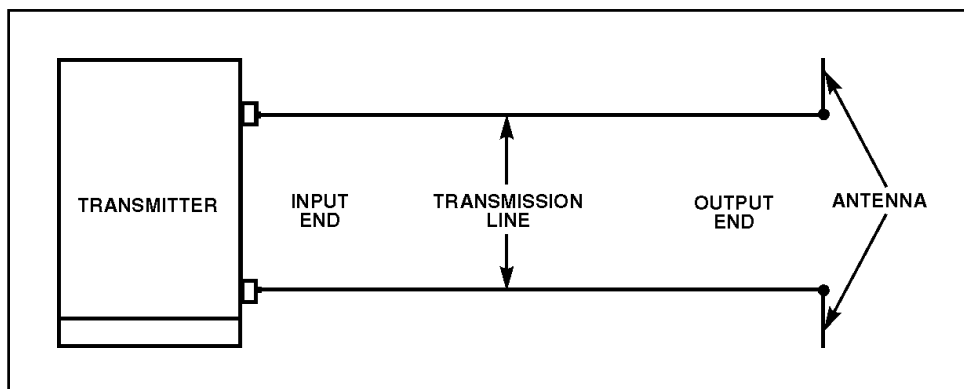 TRANSMITTER
INPUT
END
TRANSMISSION
LINE
OUTPUT
END
ANTENNA